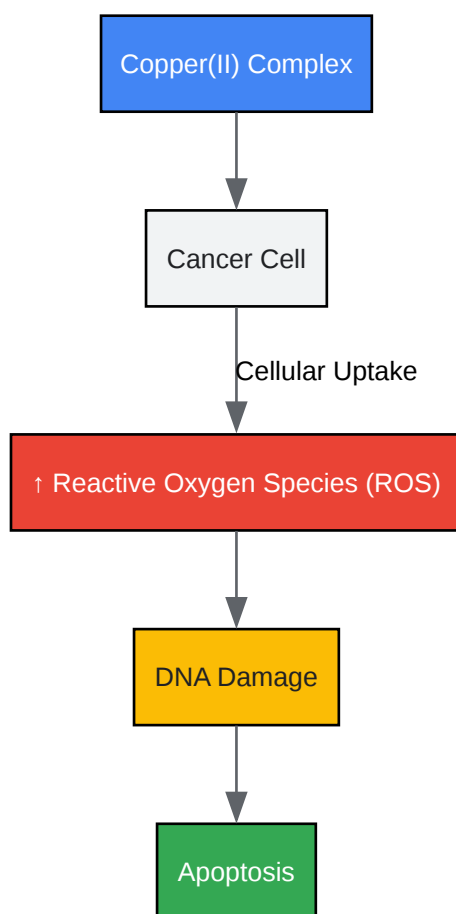 Copper(II) Complex
Cancer Cell
Cellular Uptake
↑ Reactive Oxygen Species (ROS)
DNA Damage
Apoptosis